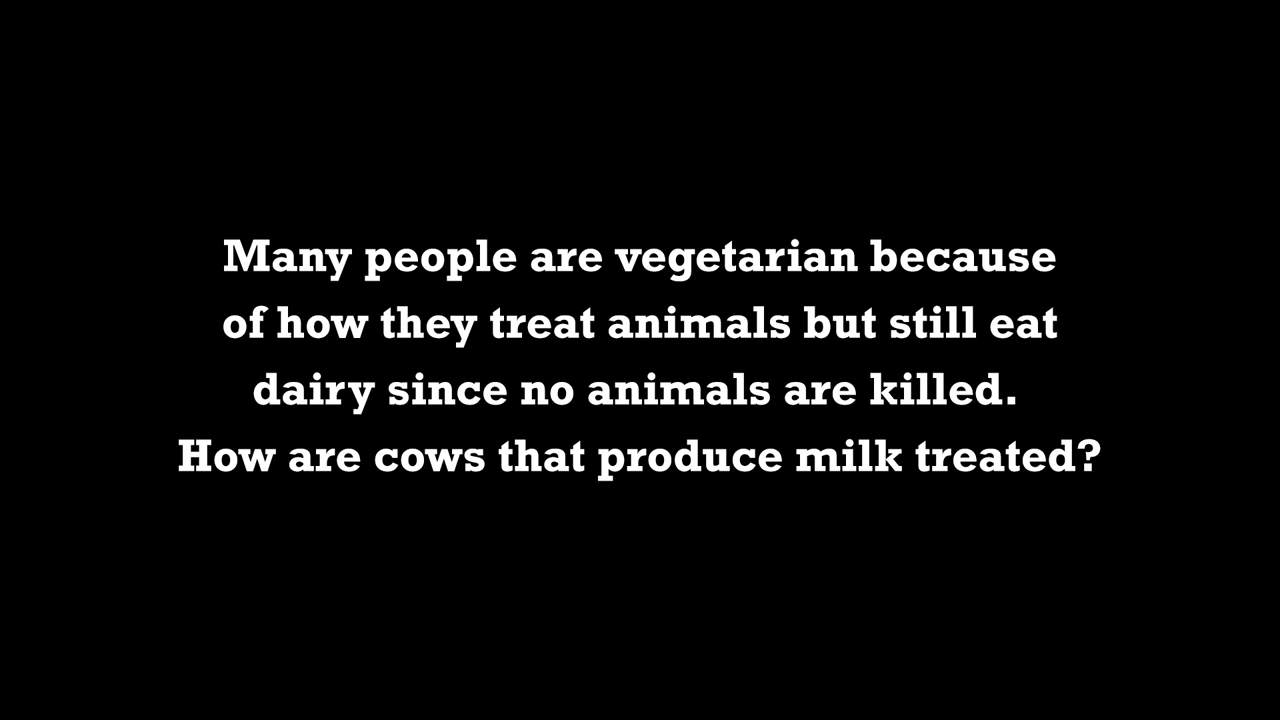 Many people are vegetarian because
of how they treat animals but still eat
dairy since no animals are killed.
How are cows that produce milk treated?